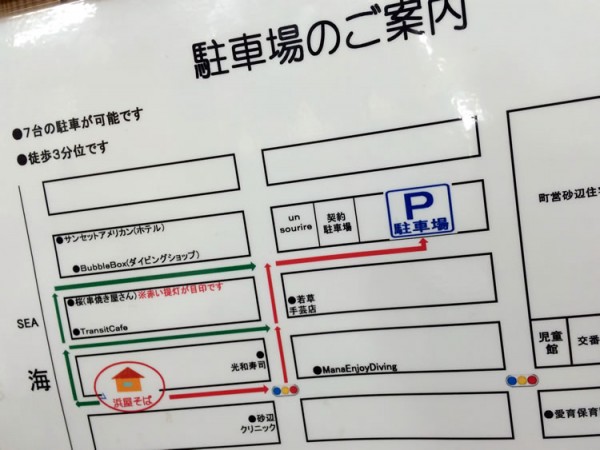 駐車場のご案内
●7台の駐車が可能です
●徒歩3分位です
町営砂辺住宅
un
sourire
契約
駐車場
P
駐車場
●サンセットアメリカン(ホテル)
●BubbleBox(ダイビングショップ)
●桜(串焼き屋さん)※赤い提灯が目印です
●TransitCafe
●若草
手芸店
SEA
海
●
光和寿司
●ManaEnjoyDiving
児童
館
交番
浜屋そば
●砂辺
クリニック
●愛育保育